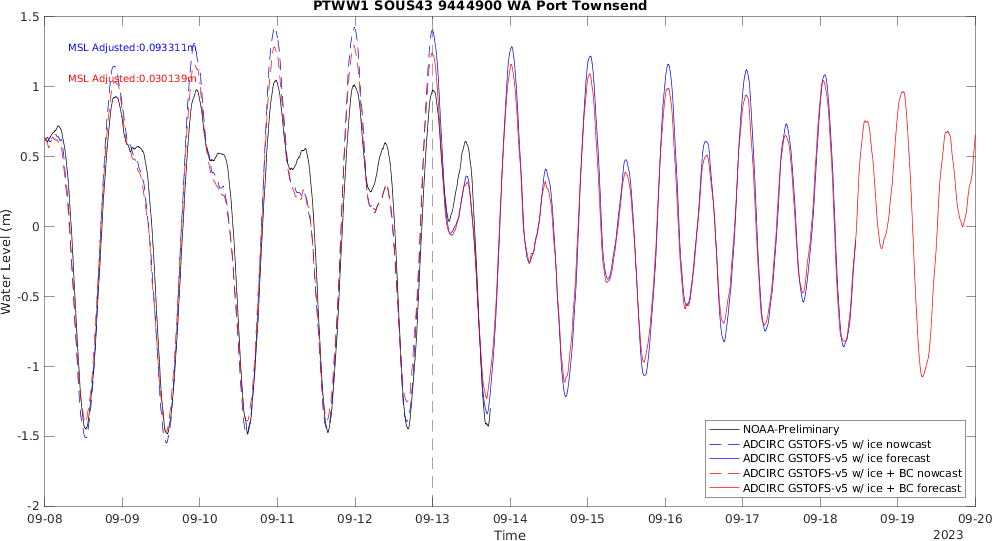 PTWW1 SOUS43 9444900 WA Port Townsend
MSL Adjusted:0.093311m
MSL Adjusted:0.030139m
Water Level (m)
1.5
1
0.5
0
-0.5
-1
-1.5
-2
NOAA-Preliminary
ADCIRC GSTOFS-v5 w/ ice nowcast
ADCIRC GSTOFS-v5 w/ ice forecast
ADCIRC GSTOFS-v5 w/ ice + BC nowcast
ADCIRC GSTOFS-v5 w/ ice + BC forecast
09-08 09-09 09-10 09-11 09-12 09-13 09-14 09-15 09-16 09-17 09-18 09-19 09-20
Time
2023